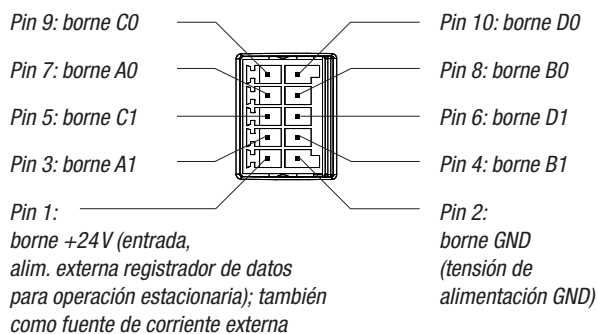 Pin 9: borne C0
Pin 10: borne D0
Pin 7: borne A0
Pin 8: borne B0
Pin 5: borne C1
Pin 6: borne D1
Pin 3: borne A1
Pin 4: borne B1
Pin 1:
borne +24V (entrada,
alim. externa registrador de datos
para operación estacionaria); también
como fuente de corriente externa
Pin 2:
borne GND
(tensión de
alimentación GND)